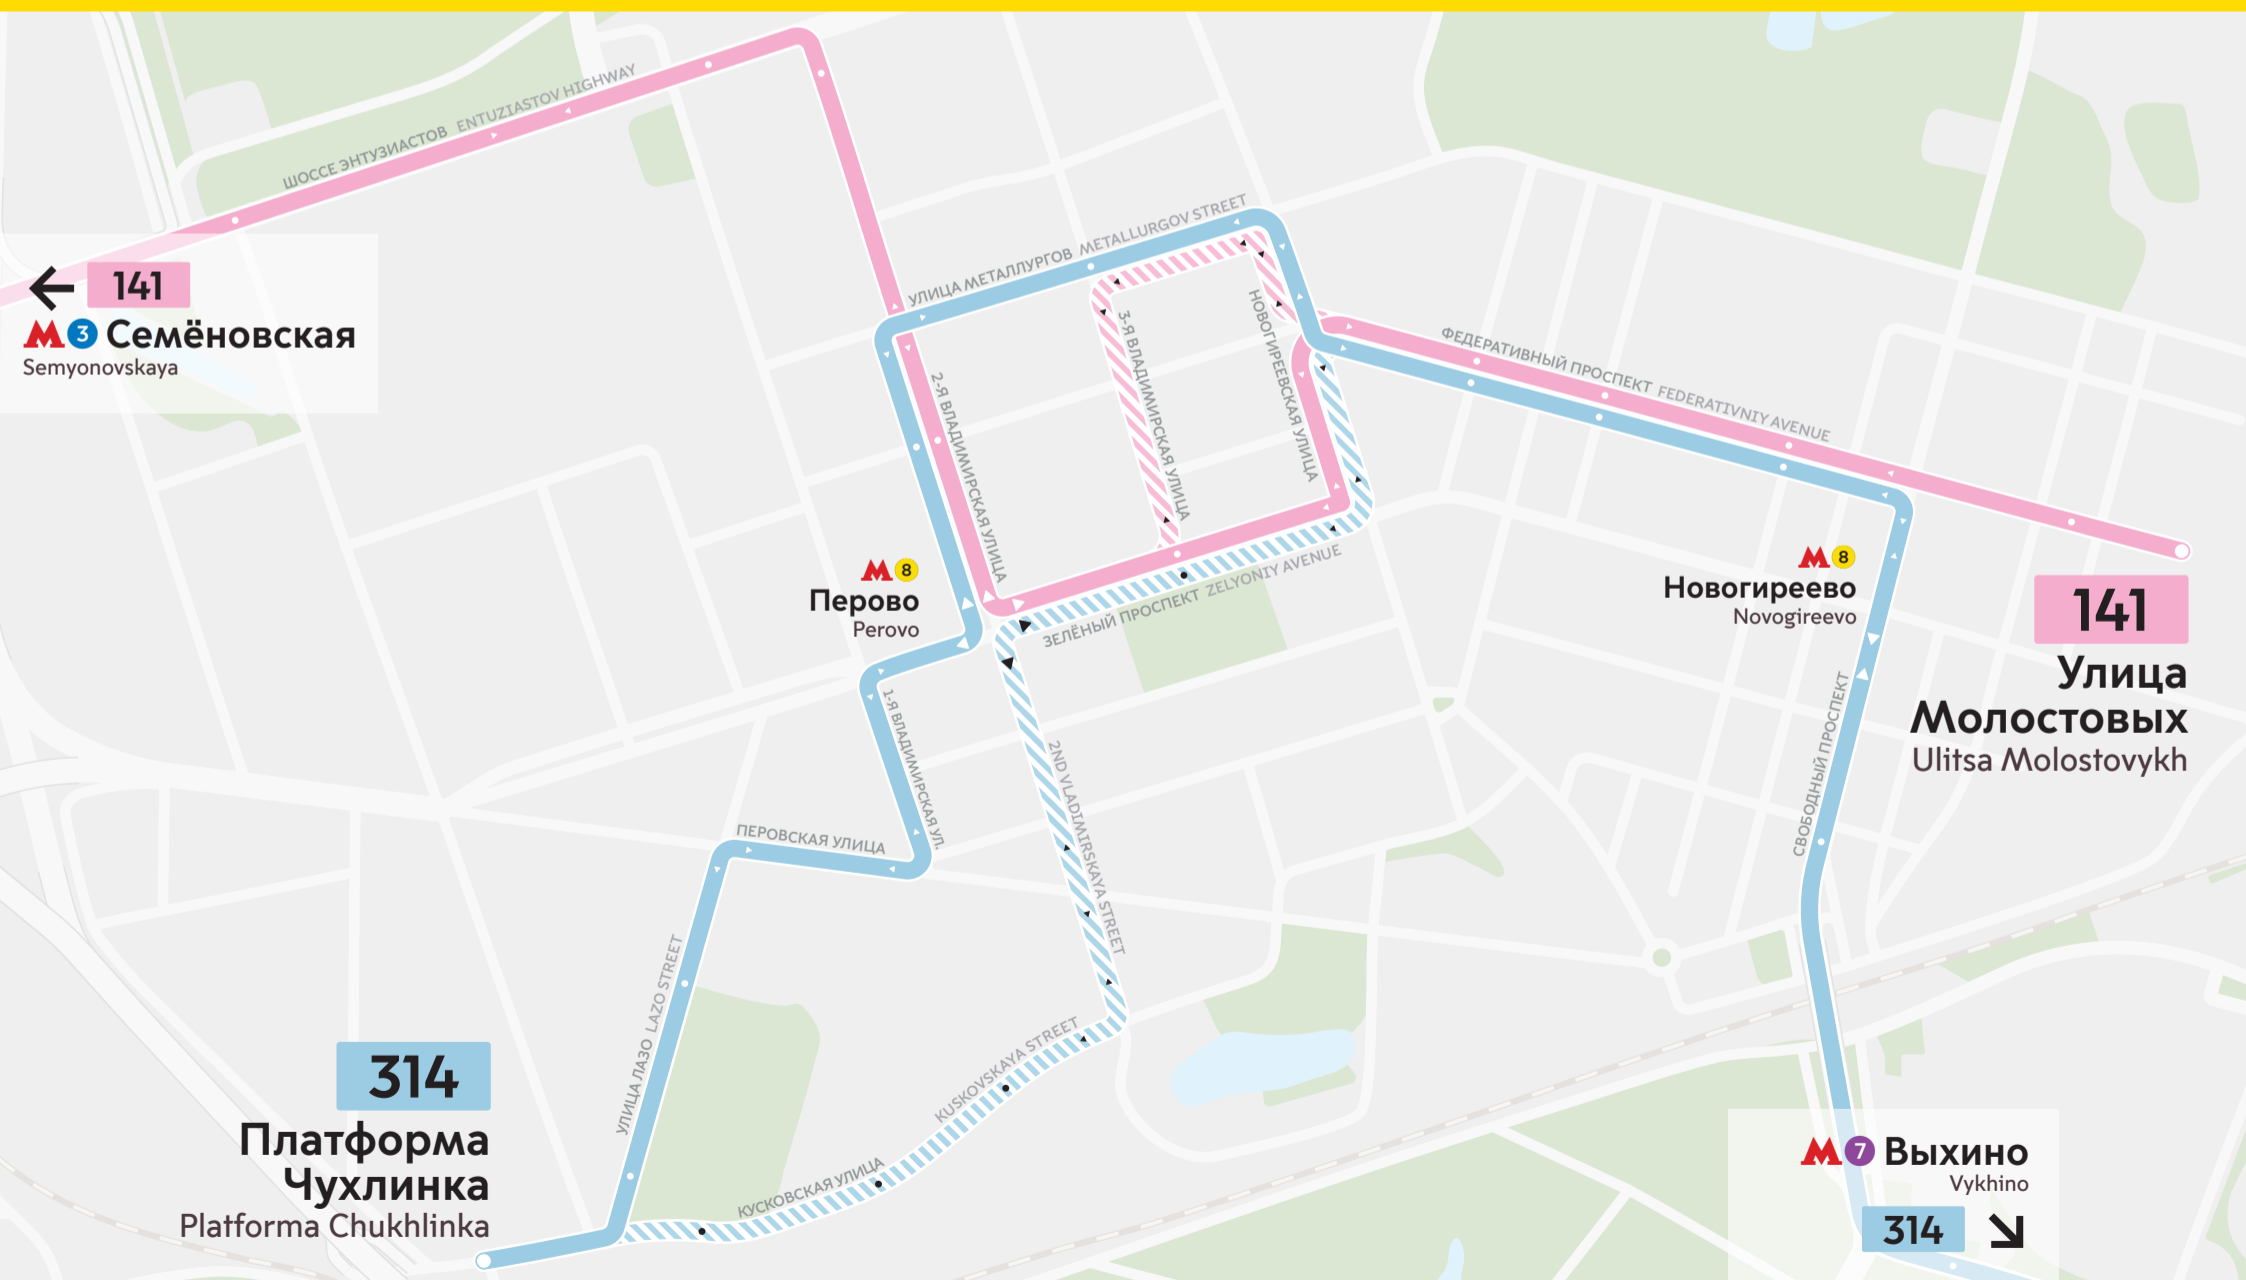 ШОССЕ ЭНТУЗИАСТОВ ENTUZIASTOV HIGHWAY
141
М 3 Семёновская
Semyonovskaya
УЛИЦА МЕТАЛЛУРГОВ METALLURGOV STREET
2-Я ВЛАДИМИРСКАЯ УЛИЦА
3-Я ВЛАДИМИРСКАЯ УЛИЦА
НОВОГИРЕЕВСКАЯ УЛИЦА
ФЕДЕРАТИВНЫЙ ПРОСПЕКТ FEDERATIVNIY AVENUE
М 8
Перово
Perovo
ЗЕЛЁНЫЙ ПРОСПЕКТ ZELYONIY AVENUE
М 8
Новогиреево
Novogireevo
141
Улица
Молостовых
Ulitsa Molostovykh
1-Я ВЛАДИМИРСКАЯ УЛ.
2ND VLADIMIRSKAYA STREET
СВОБОДНЫЙ ПРОСПЕКТ
ПЕРОВСКАЯ УЛИЦА
УЛИЦА ЛАЗО LAZO STREET
314
Платформа
Чухлинка
Platforma Chukhlinka
КУСКОВСКАЯ УЛИЦА
KUSKOVSKAYA STREET
М 7 Выхино
Vykhino
314